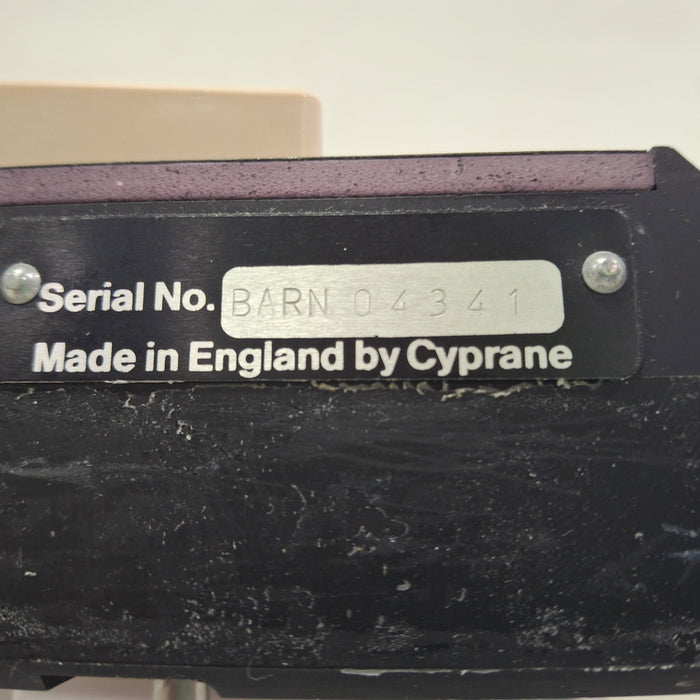 Serial No. BARN 04341
Made in England by Cyprane